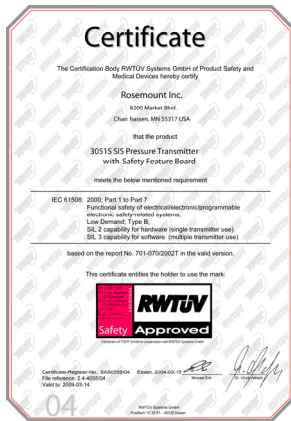 Certificate
The Certification Body RWTÜV Systems GmbH of Product Safety and
Medical Devices hereby certify
Rosemount Inc.
8200 Market Blvd.
Chan hassen, MN 55317 USA
that the product
3051S SIS Pressure Transmitter
with Safety Feature Board
meets the below mentioned requirement
IEC 61508: 2000; Part 1 to Part 7
Functional safety of electrical/electronic/programmable
electronic safety-related systems;
Low Demand; Type B;
SIL 2 capability for hardware (single transmitter use)
SIL 3 capability for software (multiple transmitter use)
based on the report No. 701-070/2002T in the valid version.
This certificate entitles the holder to use the mark:
RWTÜV
Safety Approved
Certificate-Register-No.: SAS0558/04 Essen, 2004-03-15
File reference: 2.4-4055/04
Valid to: 2009-03-14
04
RWTÜV Systems GmbH